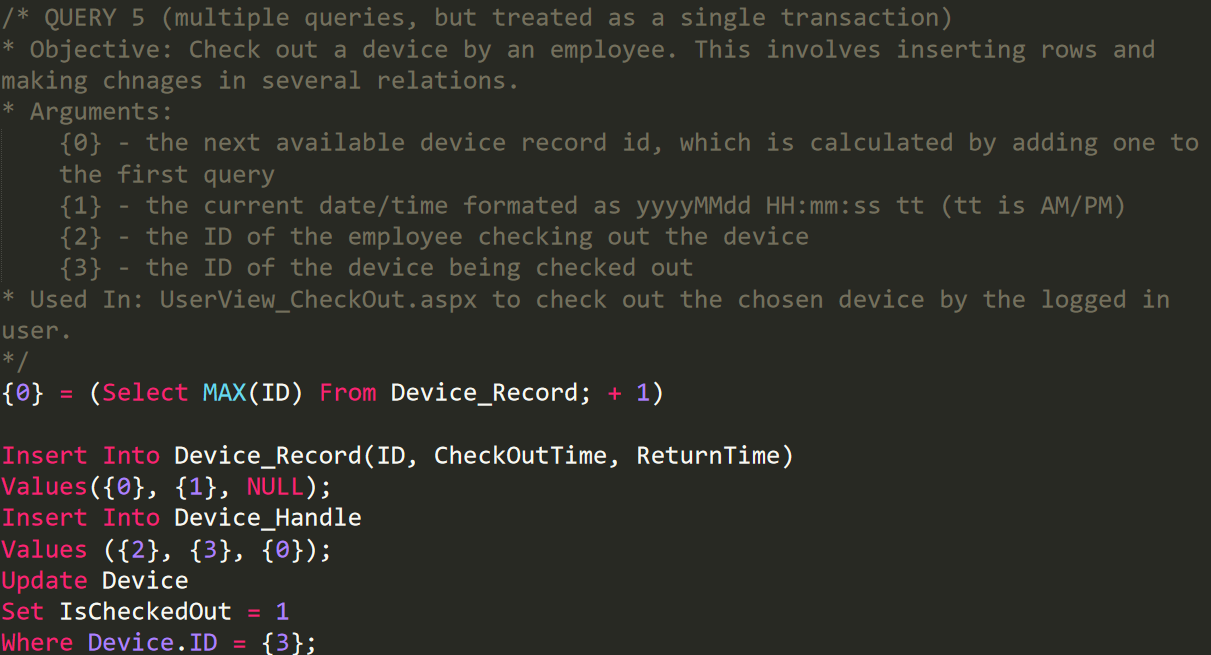 /* QUERY 5 (multiple queries, but treated as a single transaction)
* Objective: Check out a device by an employee. This involves inserting rows and
making chnages in several relations.
* Arguments:
{0} - the next available device record id, which is calculated by adding one to
the first query
{1} - the current date/time formated as yyyyMMdd HH:mm:ss tt (tt is AM/PM)
{2} - the ID of the employee checking out the device
{3} - the ID of the device being checked out
* Used In: UserView_CheckOut.aspx to check out the chosen device by the logged in
user.
*/
{0} = (Select MAX(ID) From Device_Record; + 1)
Insert Into Device_Record(ID, CheckOutTime, ReturnTime)
Values({0}, {1}, NULL);
Insert Into Device_Handle
Values ({2}, {3}, {0});
Update Device
Set IsCheckedOut = 1
Where Device.ID = {3};